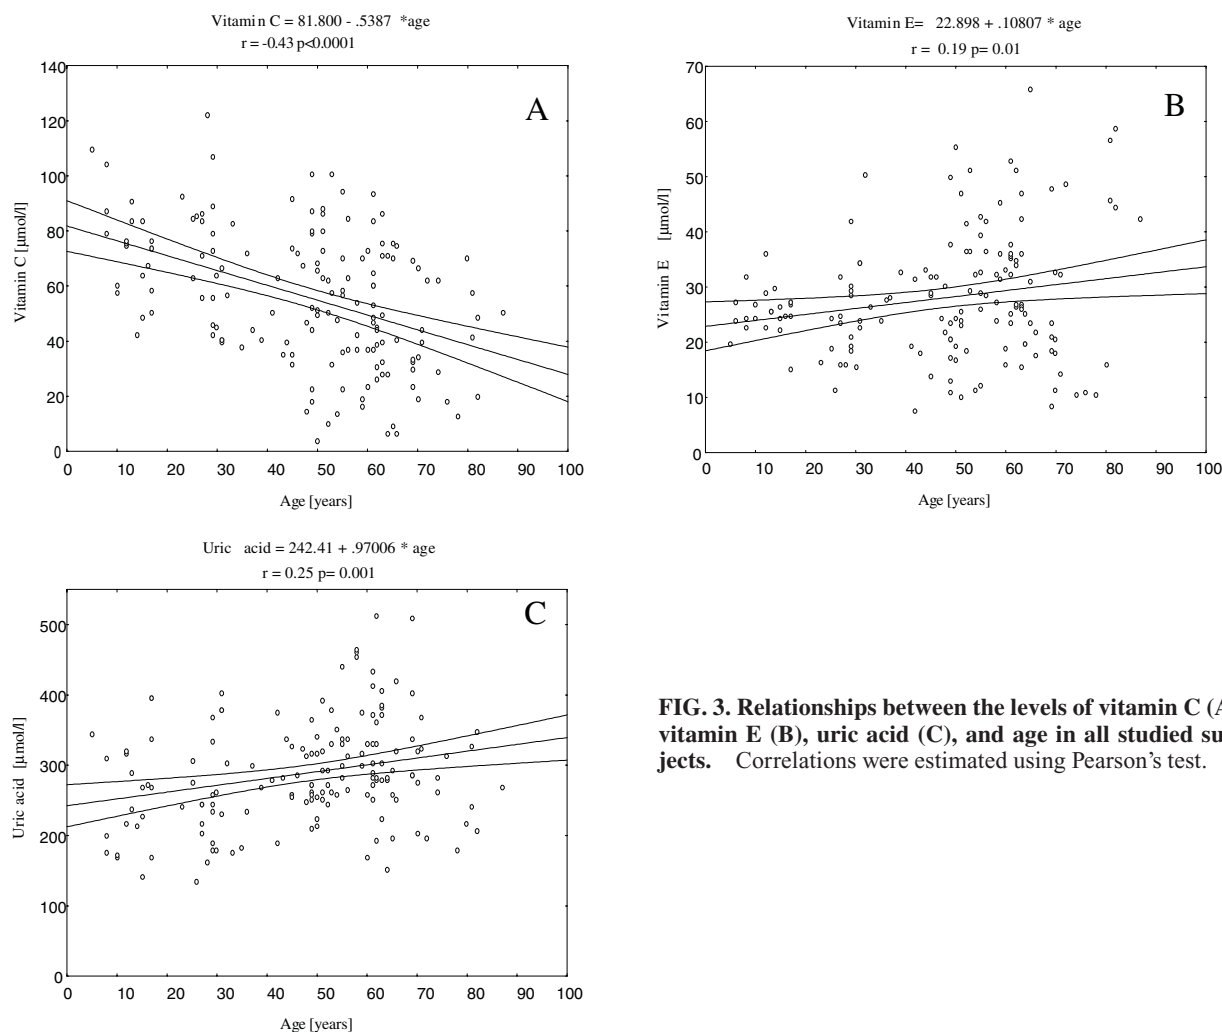 Vitamin C = 81.800 - .5387 *age
r = -0.43 p<0.0001
A
Vitamin C [µmol/l]
140
120
100
80
60
40
20
0
0 10 20 30 40 50 60 70 80 90 100
Age [years]
Vitamin E= 22.898 + .10807 * age
r = 0.19 p= 0.01
B
Vitamin E [µmol/l]
70
60
50
40
30
20
10
0
0 10 20 30 40 50 60 70 80 90 100
Age [years]
Uric acid = 242.41 + .97006 * age
r = 0.25 p= 0.001
C
Uric acid [µmol/l]
500
400
300
200
100
0
0 10 20 30 40 50 60 70 80 90 100
Age [years]
FIG. 3. Relationships between the levels of vitamin C (A
vitamin E (B), uric acid (C), and age in all studied su
jects. Correlations were estimated using Pearson's test.